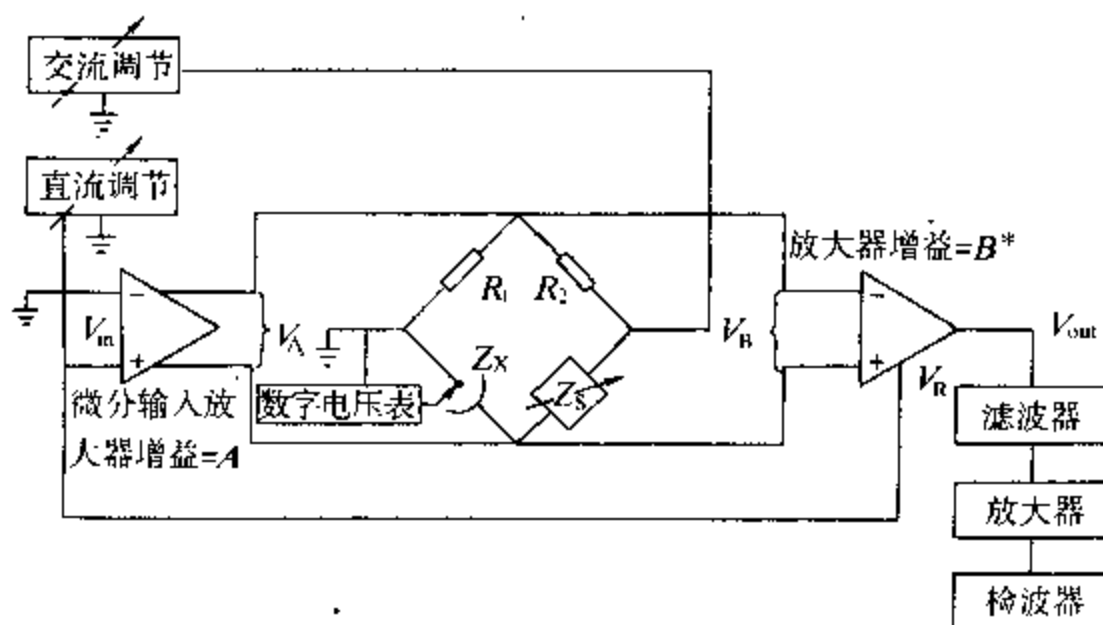 交流调节
直流调节
放大器增益=B*
R₁
R₂
−
−
V_in
V_A
V_B
V_out
Z_X
+
+
数字电压表
Z_S
V_R
微分输入放
大器增益=A
滤波器
放大器
检波器